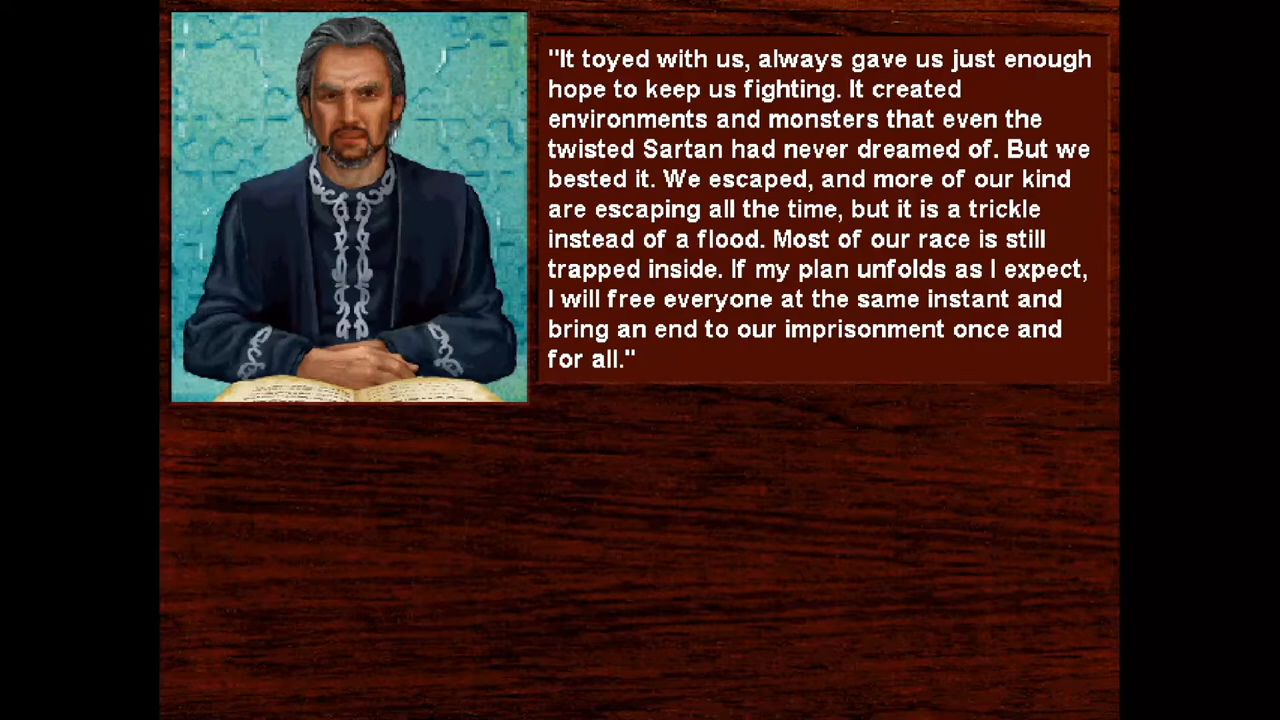 "It toyed with us, always gave us just enough
hope to keep us fighting. It created
environments and monsters that even the
twisted Sartan had never dreamed of. But we
bested it. We escaped, and more of our kind
are escaping all the time, but it is a trickle
instead of a flood. Most of our race is still
trapped inside. If my plan unfolds as I expect,
I will free everyone at the same instant and
bring an end to our imprisonment once and
for all."